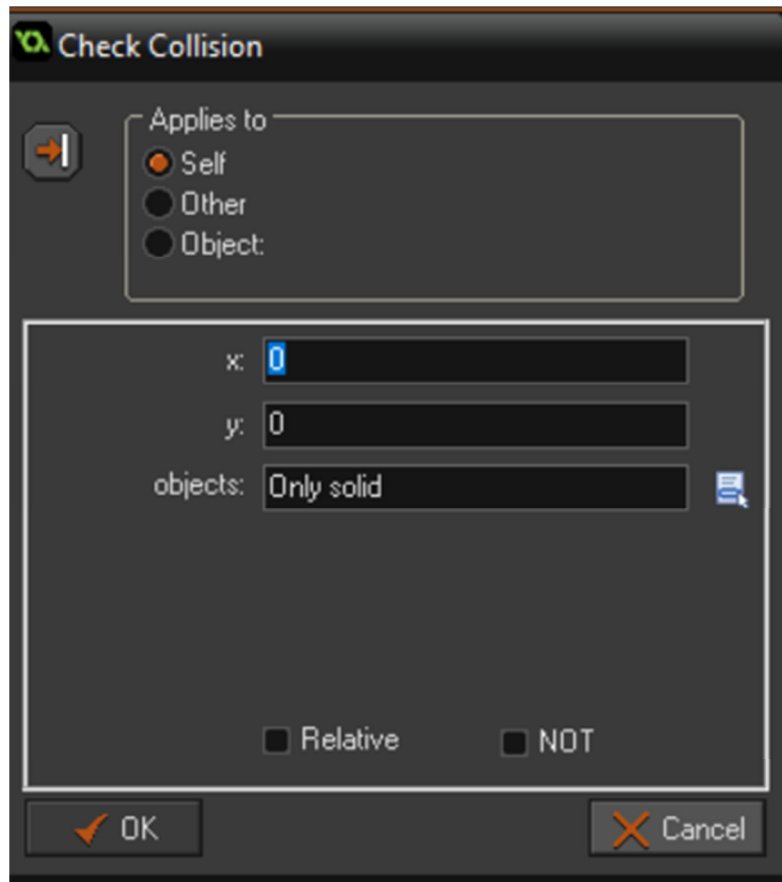 Check Collision
Applies to
Self
Other
Object:
x: 0
y: 0
objects: Only solid
Relative NOT
OK Cancel